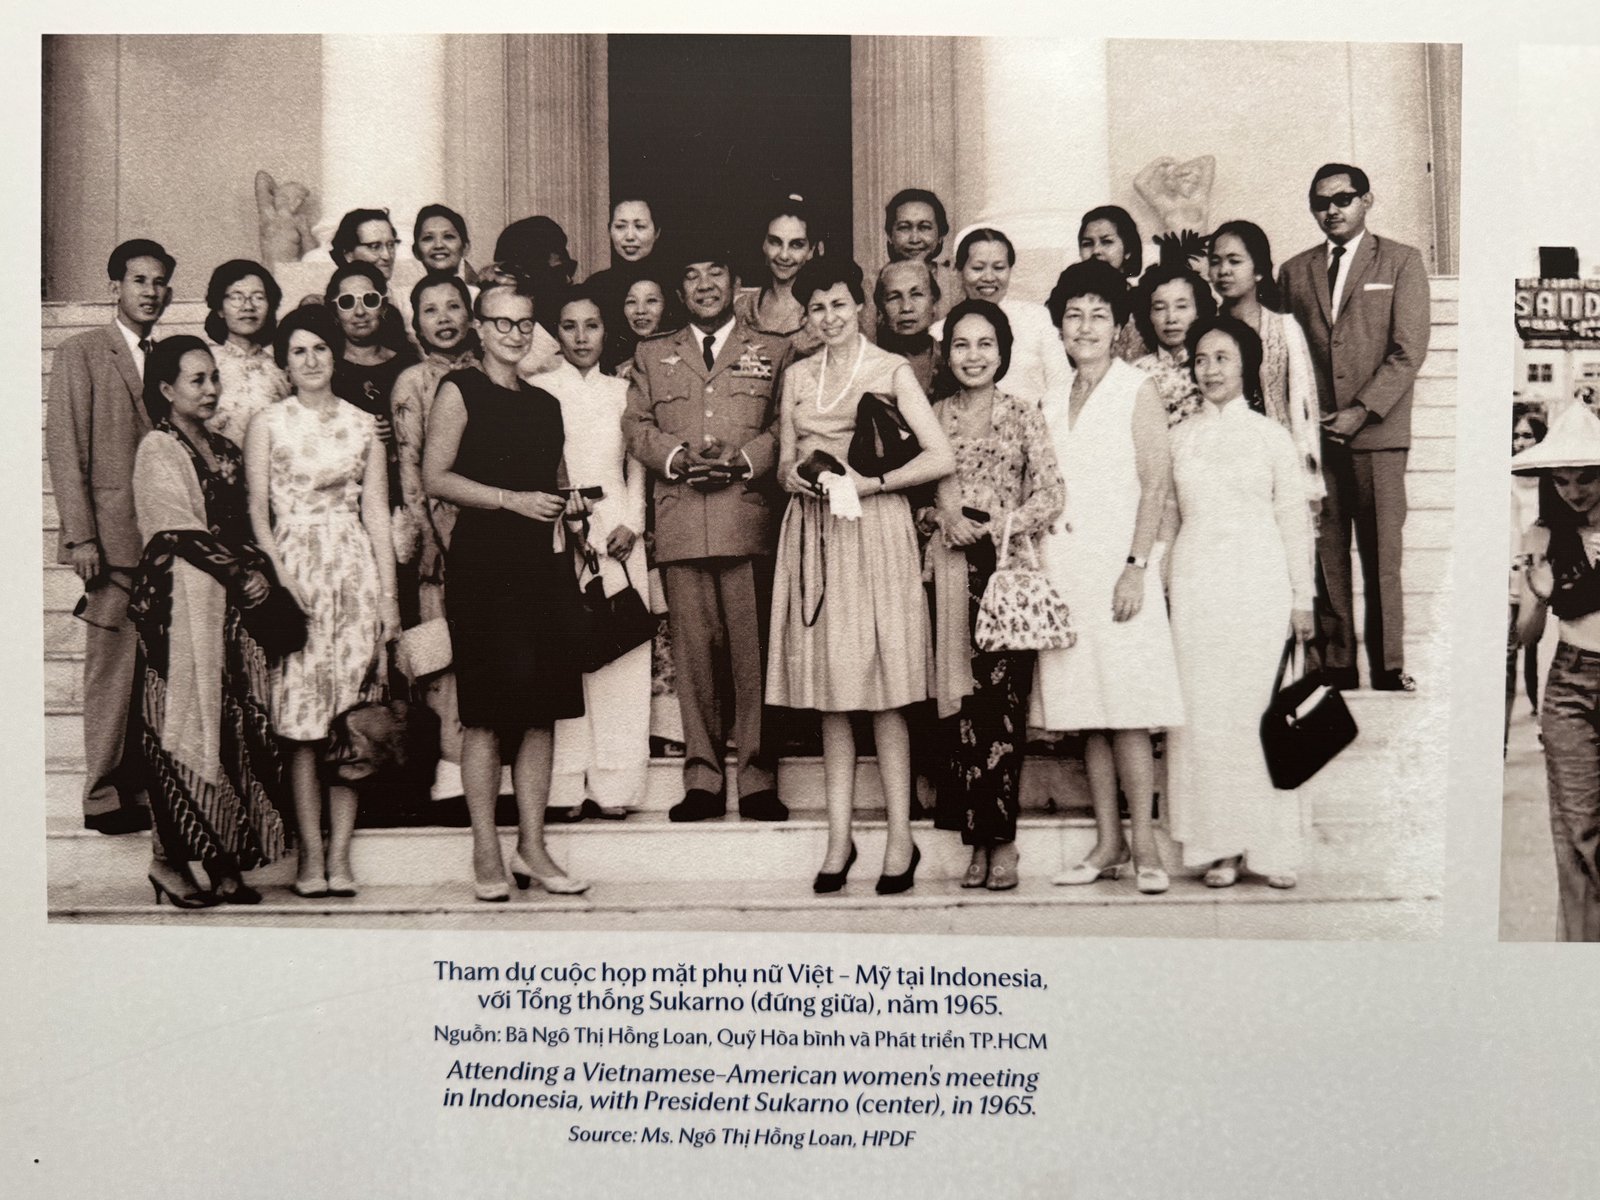 Tham dự cuộc họp mặt phụ nữ Việt – Mỹ tại Indonesia,
với Tổng thống Sukarno (đứng giữa), năm 1965.
Nguồn: Bà Ngô Thị Hồng Loan, Quỹ Hòa bình và Phát triển TP.HCM
Attending a Vietnamese–American women's meeting
in Indonesia, with President Sukarno (center), in 1965.
Source: Ms. Ngô Thị Hồng Loan, HPDF
SAND